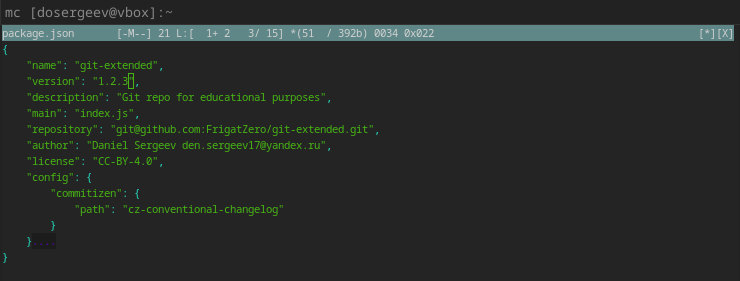 mc [dosergeev@vbox]:~
package.json [-M--] 21 L:[ 1+ 2 3/ 15] *(51 / 392b) 0034 0x022 [*][X]
{
"name": "git-extended",
"version": "1.2.3",
"description": "Git repo for educational purposes",
"main": "index.js",
"repository": "git@github.com:FrigatZero/git-extended.git",
"author": "Daniel Sergeev den.sergeev17@yandex.ru",
"license": "CC-BY-4.0",
"config": {
"commitizen": {
"path": "cz-conventional-changelog"
}
}....
}